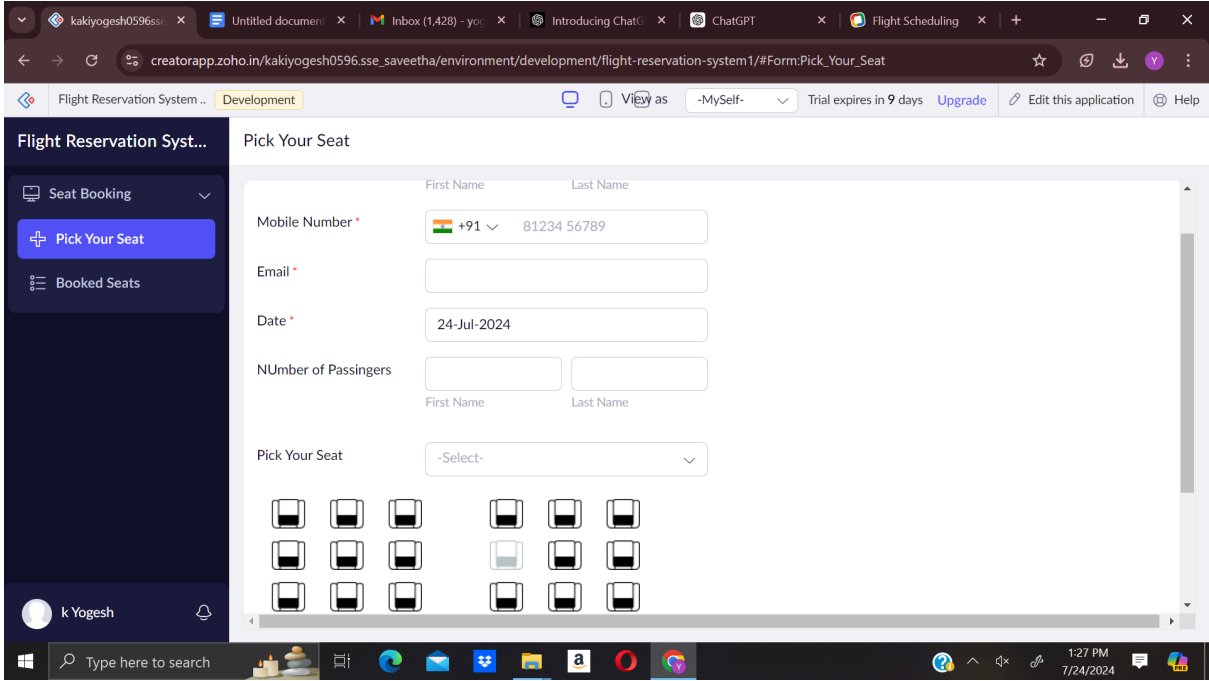 kakiyogesh0596sse
Untitled document
Inbox (1,428) - yog
Introducing ChatG
ChatGPT
Flight Scheduling
creatorapp.zoho.in/kakiyogesh0596.sse_saveetha/environment/development/flight-reservation-system1/#Form:Pick_Your_Seat
Y
Flight Reservation System ..
Development
View as
-MySelf-
Trial expires in 9 days
Upgrade
Edit this application
Help
Flight Reservation Syst...
Pick Your Seat
Seat Booking
Pick Your Seat
Booked Seats
First Name
Last Name
Mobile Number *
+91
81234 56789
Email *
Date *
24-Jul-2024
NUmber of Passingers
First Name
Last Name
Pick Your Seat
-Select-
k Yogesh
Type here to search
a
1:27 PM
7/24/2024
PRE